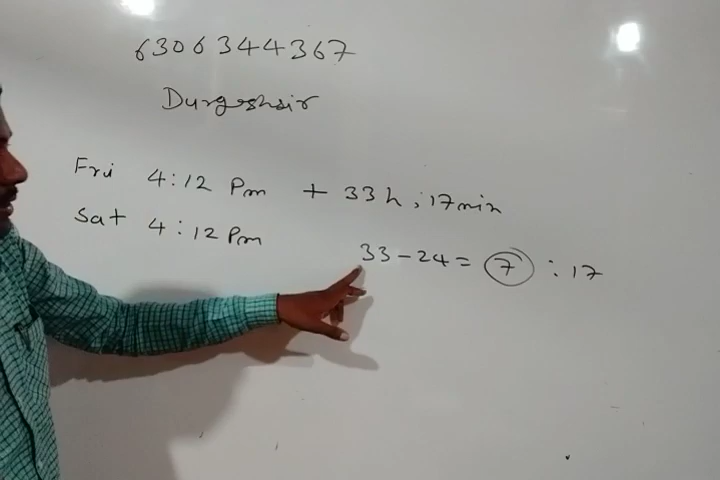 6306344367
Durgeshsir
Fri 4:12 Pm + 33h ; 17min
Sat 4:12 Pm
33-24= 7 : 17